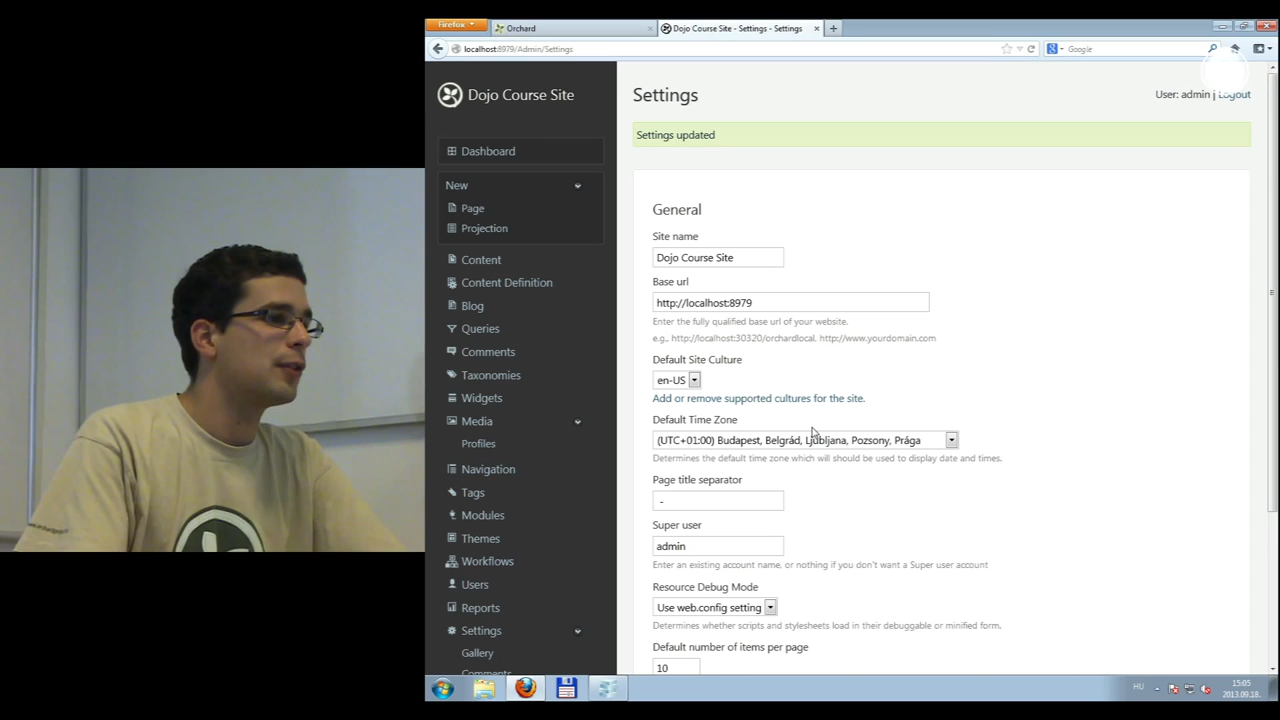 Firefox
Orchard
Dojo Course Site - Settings - Settings
localhost:8979/Admin/Settings
Google
Dojo Course Site
Dashboard
New
Page
Projection
Content
Content Definition
Blog
Queries
Comments
Taxonomies
Widgets
Media
Profiles
Navigation
Tags
Modules
Themes
Workflows
Users
Reports
Settings
Gallery
Comments
Settings
User: admin | Logout
Settings updated
General
Site name
Dojo Course Site
Base url
http://localhost:8979
Enter the fully qualified base url of your website.
e.g., http://localhost:30320/orchardlocal, http://www.yourdomain.com
Default Site Culture
en-US
Add or remove supported cultures for the site.
Default Time Zone
(UTC+01:00) Budapest, Belgrád, Ljubljana, Pozsony, Prága
Determines the default time zone which will should be used to display date and times.
Page title separator
-
Super user
admin
Enter an existing account name, or nothing if you don't want a Super user account
Resource Debug Mode
Use web.config setting
Determines whether scripts and stylesheets load in their debuggable or minified form.
Default number of items per page
10
HU
15:05
2013.09.18.